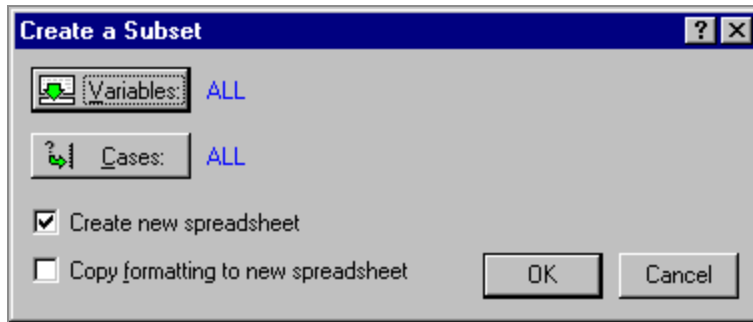 Create a Subset
Variables: ALL
Cases: ALL
Create new spreadsheet
Copy formatting to new spreadsheet
OK Cancel